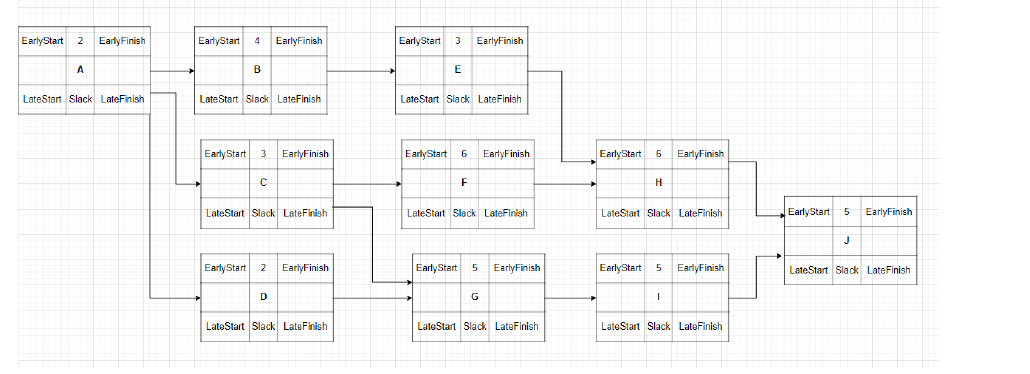 EarlyStart 2 EarlyFinish
A
LateStart Slack LateFinish
EarlyStart 4 EarlyFinish
B
LateStart Slack LateFinish
EarlyStart 3 EarlyFinish
E
LateStart Slack LateFinish
EarlyStart 3 EarlyFinish
C
LateStart Slack LateFinish
EarlyStart 6 EarlyFinish
F
LateStart Slack LateFinish
EarlyStart 6 EarlyFinish
H
LateStart Slack LateFinish
EarlyStart 5 EarlyFinish
J
LateStart Slack LateFinish
EarlyStart 2 EarlyFinish
D
LateStart Slack LateFinish
EarlyStart 5 EarlyFinish
G
LateStart Slack LateFinish
EarlyStart 5 EarlyFinish
I
LateStart Slack LateFinish